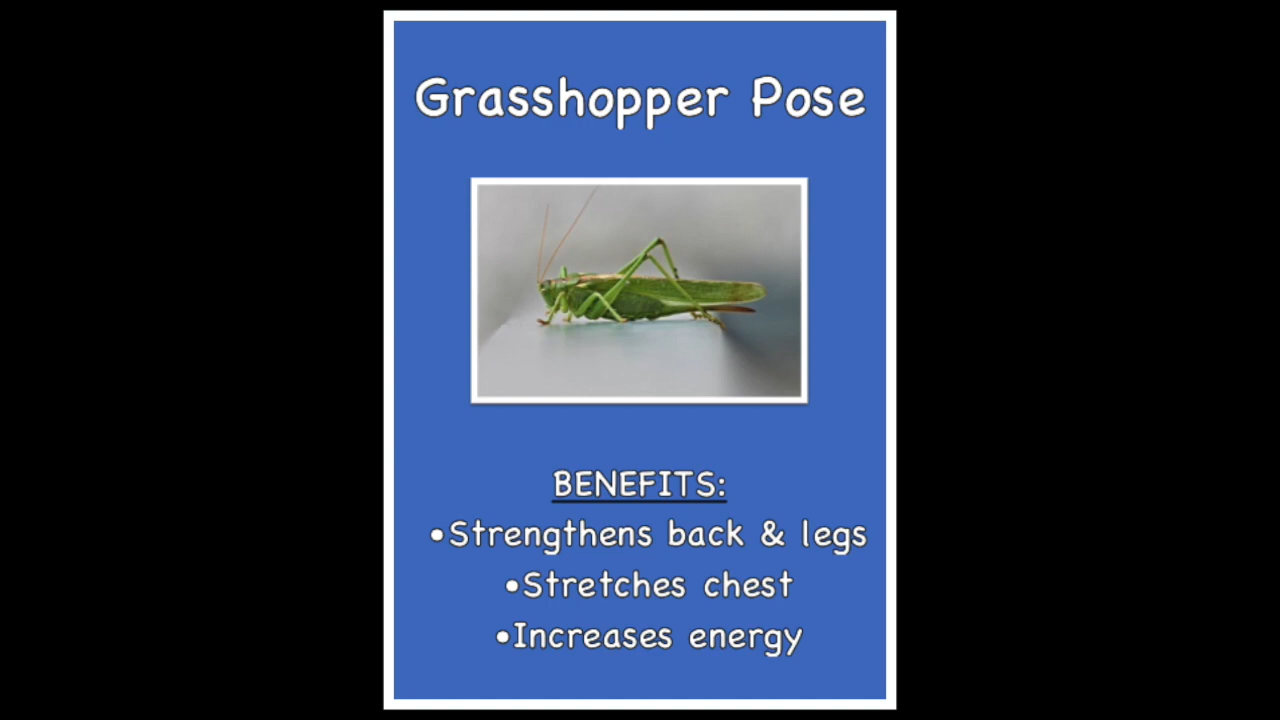 Grasshopper Pose
BENEFITS:
•Strengthens back & legs
•Stretches chest
•Increases energy